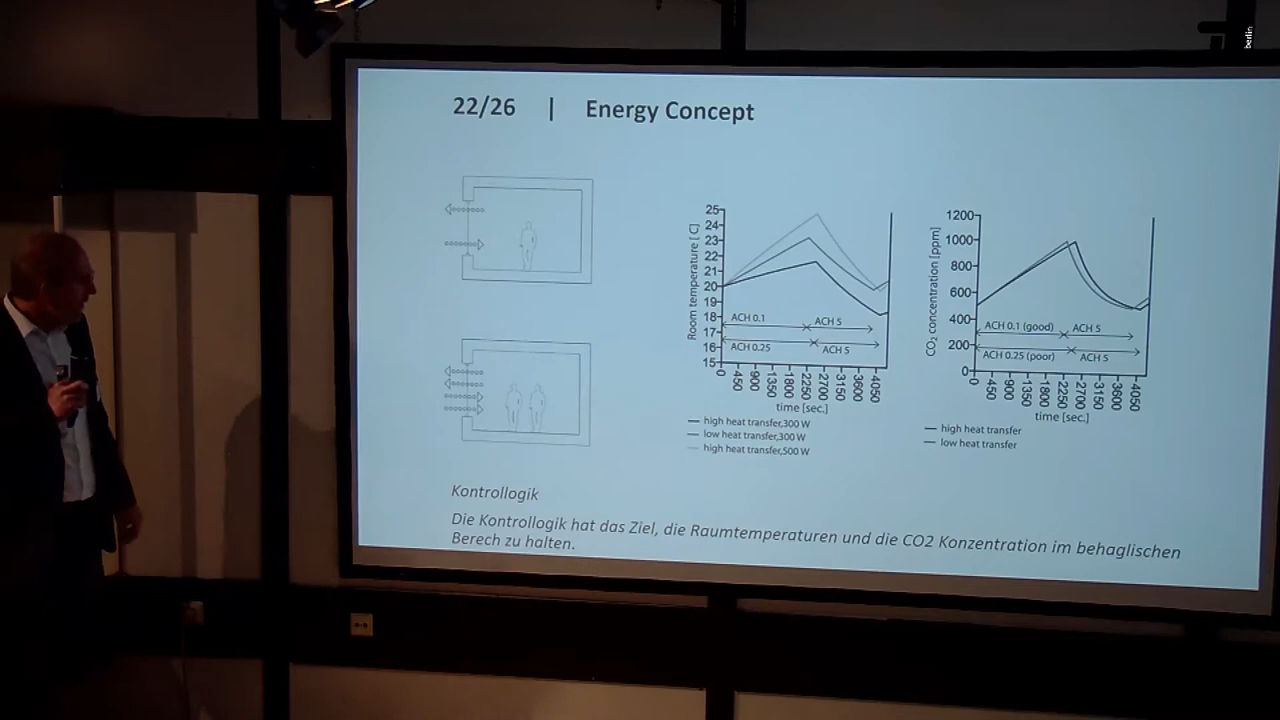 berlin
22/26 | Energy Concept
Room temperature [ C]
25
24
23
22
21
20
19
18
17
16
15
ACH 0.1
ACH 5
ACH 0.25
ACH 5
0
450
900
1350
1800
2250
2700
3150
3600
4050
time [sec.]
high heat transfer,300 W
low heat transfer,300 W
high heat transfer,500 W
CO2 concentration [ppm]
1200
1000
800
600
400
200
0
ACH 0.1 (good)
ACH 5
ACH 0.25 (poor)
ACH 5
0
450
900
1350
1800
2250
2700
3150
3600
4050
time [sec.]
high heat transfer
low heat transfer
Kontrollogik
Die Kontrollogik hat das Ziel, die Raumtemperaturen und die CO2 Konzentration im behaglischen
Berech zu halten.